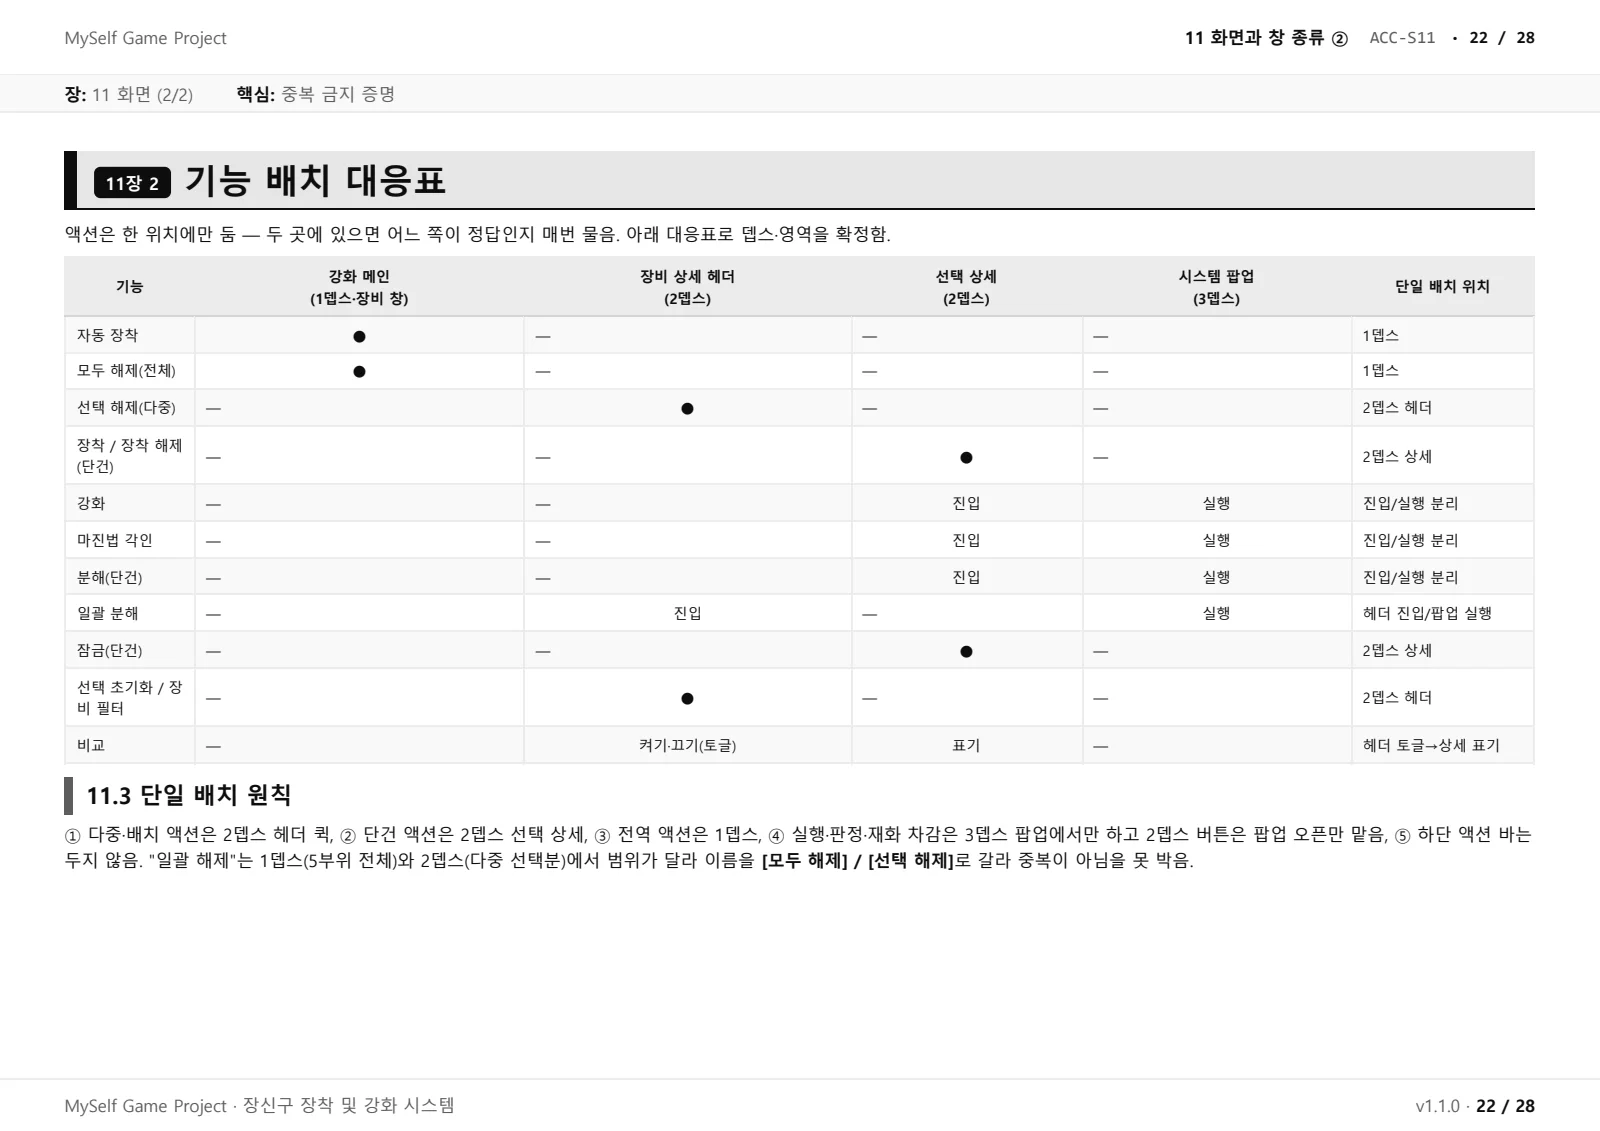 MySelf Game Project
11 화면과 창 종류 ② ACC-S11 · 22 / 28
장: 11 화면 (2/2) 핵심: 중복 금지 증명
11장 2 기능 배치 대응표
액션은 한 위치에만 둠 — 두 곳에 있으면 어느 쪽이 정답인지 매번 물음. 아래 대응표로 뎁스·영역을 확정함.
기능 | 강화 메인 (1뎁스·장비 창) | 장비 상세 헤더 (2뎁스) | 선택 상세 (2뎁스) | 시스템 팝업 (3뎁스) | 단일 배치 위치
자동 장착 | ● | — | — | — | 1뎁스
모두 해제(전체) | ● | — | — | — | 1뎁스
선택 해제(다중) | — | ● | — | — | 2뎁스 헤더
장착 / 장착 해제 (단건) | — | — | ● | — | 2뎁스 상세
강화 | — | — | 진입 | 실행 | 진입/실행 분리
마진법 각인 | — | — | 진입 | 실행 | 진입/실행 분리
분해(단건) | — | — | 진입 | 실행 | 진입/실행 분리
일괄 분해 | — | 진입 | — | 실행 | 헤더 진입/팝업 실행
잠금(단건) | — | — | ● | — | 2뎁스 상세
선택 초기화 / 장비 필터 | — | ● | — | — | 2뎁스 헤더
비교 | — | 켜기·끄기(토글) | 표기 | — | 헤더 토글→상세 표기
11.3 단일 배치 원칙
① 다중·배치 액션은 2뎁스 헤더 퀵, ② 단건 액션은 2뎁스 선택 상세, ③ 전역 액션은 1뎁스, ④ 실행·판정·재화 차감은 3뎁스 팝업에서만 하고 2뎁스 버튼은 팝업 오픈만 맡음, ⑤ 하단 액션 바는
두지 않음. "일괄 해제"는 1뎁스(5부위 전체)와 2뎁스(다중 선택분)에서 범위가 달라 이름을 [모두 해제] / [선택 해제]로 갈라 중복이 아님을 못 박음.
MySelf Game Project · 장신구 장착 및 강화 시스템
v1.1.0 · 22 / 28